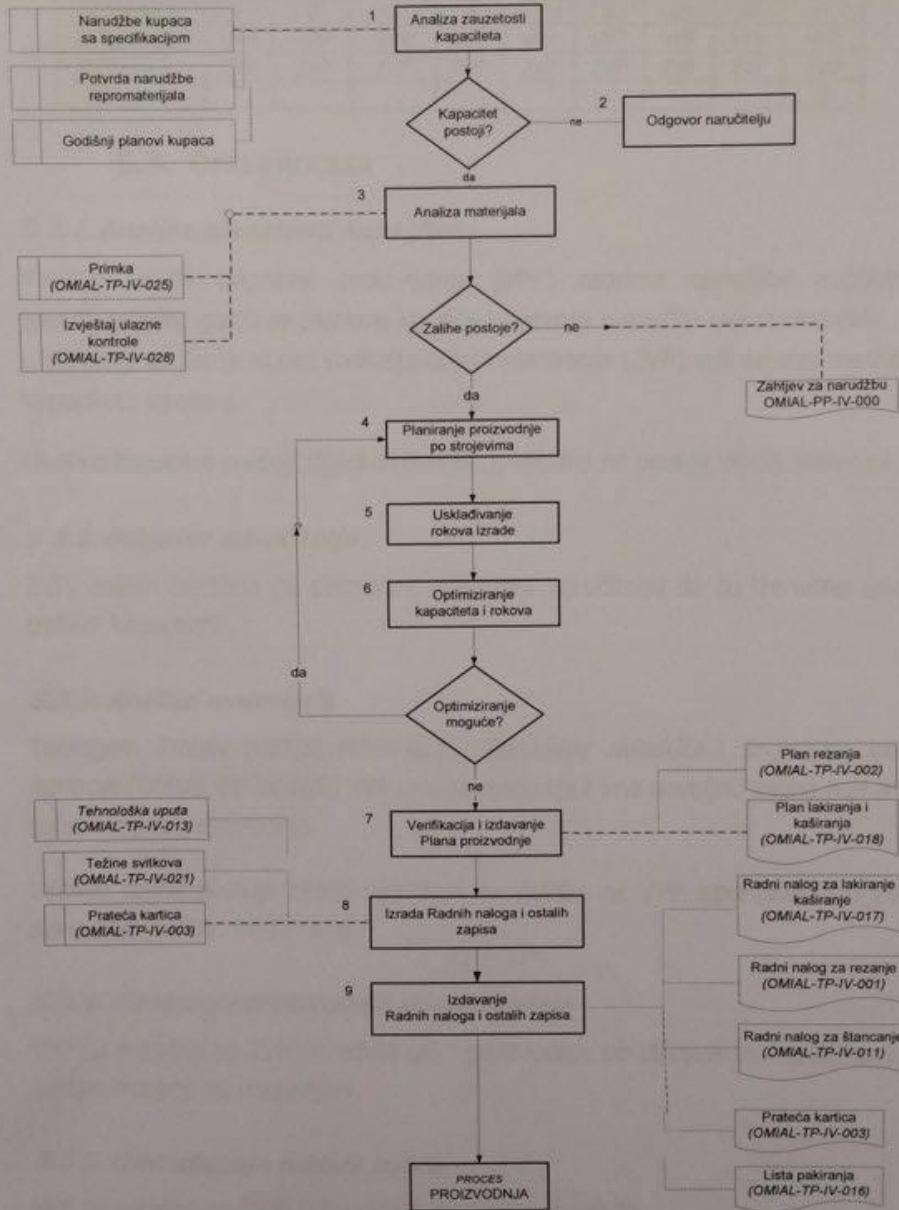 Narudžbe kupaca
sa specifikacijom
1
Analiza zauzetosti
kapaciteta
Potvrda narudžbe
repromaterijala
Godišnji planovi kupaca
Kapacitet
postoji?
ne
2
Odgovor naručitelju
da
3
Analiza materijala
Primka
(OMIAL-TP-IV-025)
Izvještaj ulazne
kontrole
(OMIAL-TP-IV-028)
Zalihe postoje?
ne
Zahtjev za narudžbu
OMIAL-PP-IV-000
da
4
Planiranje proizvodnje
po strojevima
5
Usklađivanje
rokova izrade
6
Optimiziranje
kapaciteta i rokova
da
Optimiziranje
moguće?
ne
Plan rezanja
(OMIAL-TP-IV-002)
Tehnološka uputa
(OMIAL-TP-IV-013)
7
Verifikacija i izdavanje
Plana proizvodnje
Plan lakiranja i
kaširanja
(OMIAL-TP-IV-018)
Težine svitkova
(OMIAL-TP-IV-021)
Prateća kartica
(OMIAL-TP-IV-003)
8
Izrada Radnih naloga i ostalih
zapisa
Radni nalog za lakiranje
kaširanje
(OMIAL-TP-IV-017)
9
Izdavanje
Radnih naloga i ostalih zapisa
Radni nalog za rezanje
(OMIAL-TP-IV-001)
Radni nalog za štancanje
(OMIAL-TP-IV-011)
Prateća kartica
(OMIAL-TP-IV-003)
Lista pakiranja
(OMIAL-TP-IV-016)
PROCES
PROIZVODNJA